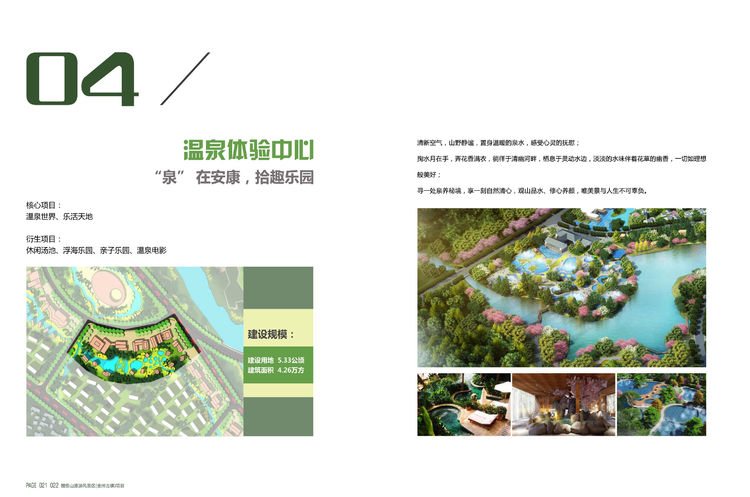 04
温泉体验中心
“泉” 在安康，拾趣乐园
核心项目：
温泉世界、乐活天地
衍生项目：
休闲汤池、浮海乐园、亲子乐园、温泉电影
建设规模：
建设用地 5.33公顷
建筑面积 4.26万方
清新空气，山野静谧，置身温暖的泉水，感受心灵的抚慰；
掬水月在手，弄花香满衣，徜徉于清幽河畔，栖息于灵动水边，淡淡的水味伴着花草的幽香，一切如理想
般美好；
寻一处泉养秘境，享一刻自然清心，观山品水、修心养颜，唯美景与人生不可辜负。
PAGE 021 022